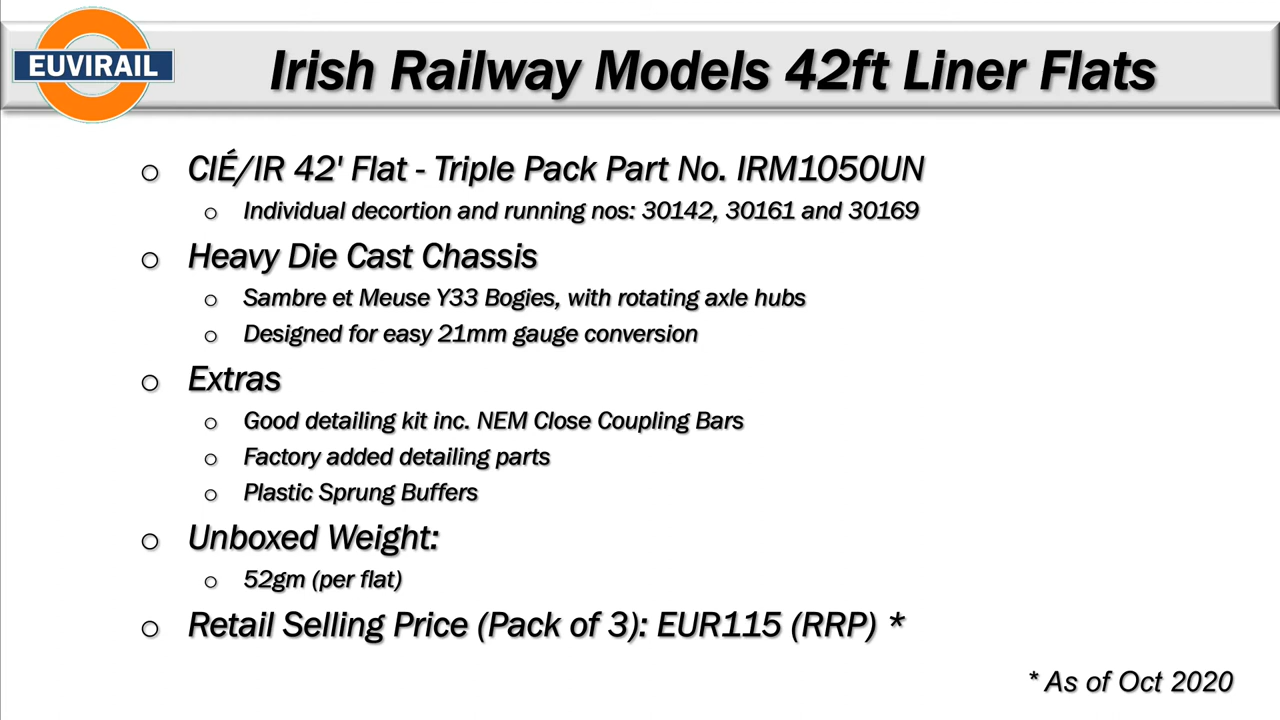 EUVIRAIL
Irish Railway Models 42ft Liner Flats
o CIÉ/IR 42' Flat - Triple Pack Part No. IRM1050UN
o Individual decortion and running nos: 30142, 30161 and 30169
o Heavy Die Cast Chassis
o Sambre et Meuse Y33 Bogies, with rotating axle hubs
o Designed for easy 21mm gauge conversion
o Extras
o Good detailing kit inc. NEM Close Coupling Bars
o Factory added detailing parts
o Plastic Sprung Buffers
o Unboxed Weight:
o 52gm (per flat)
o Retail Selling Price (Pack of 3): EUR115 (RRP) *
* As of Oct 2020